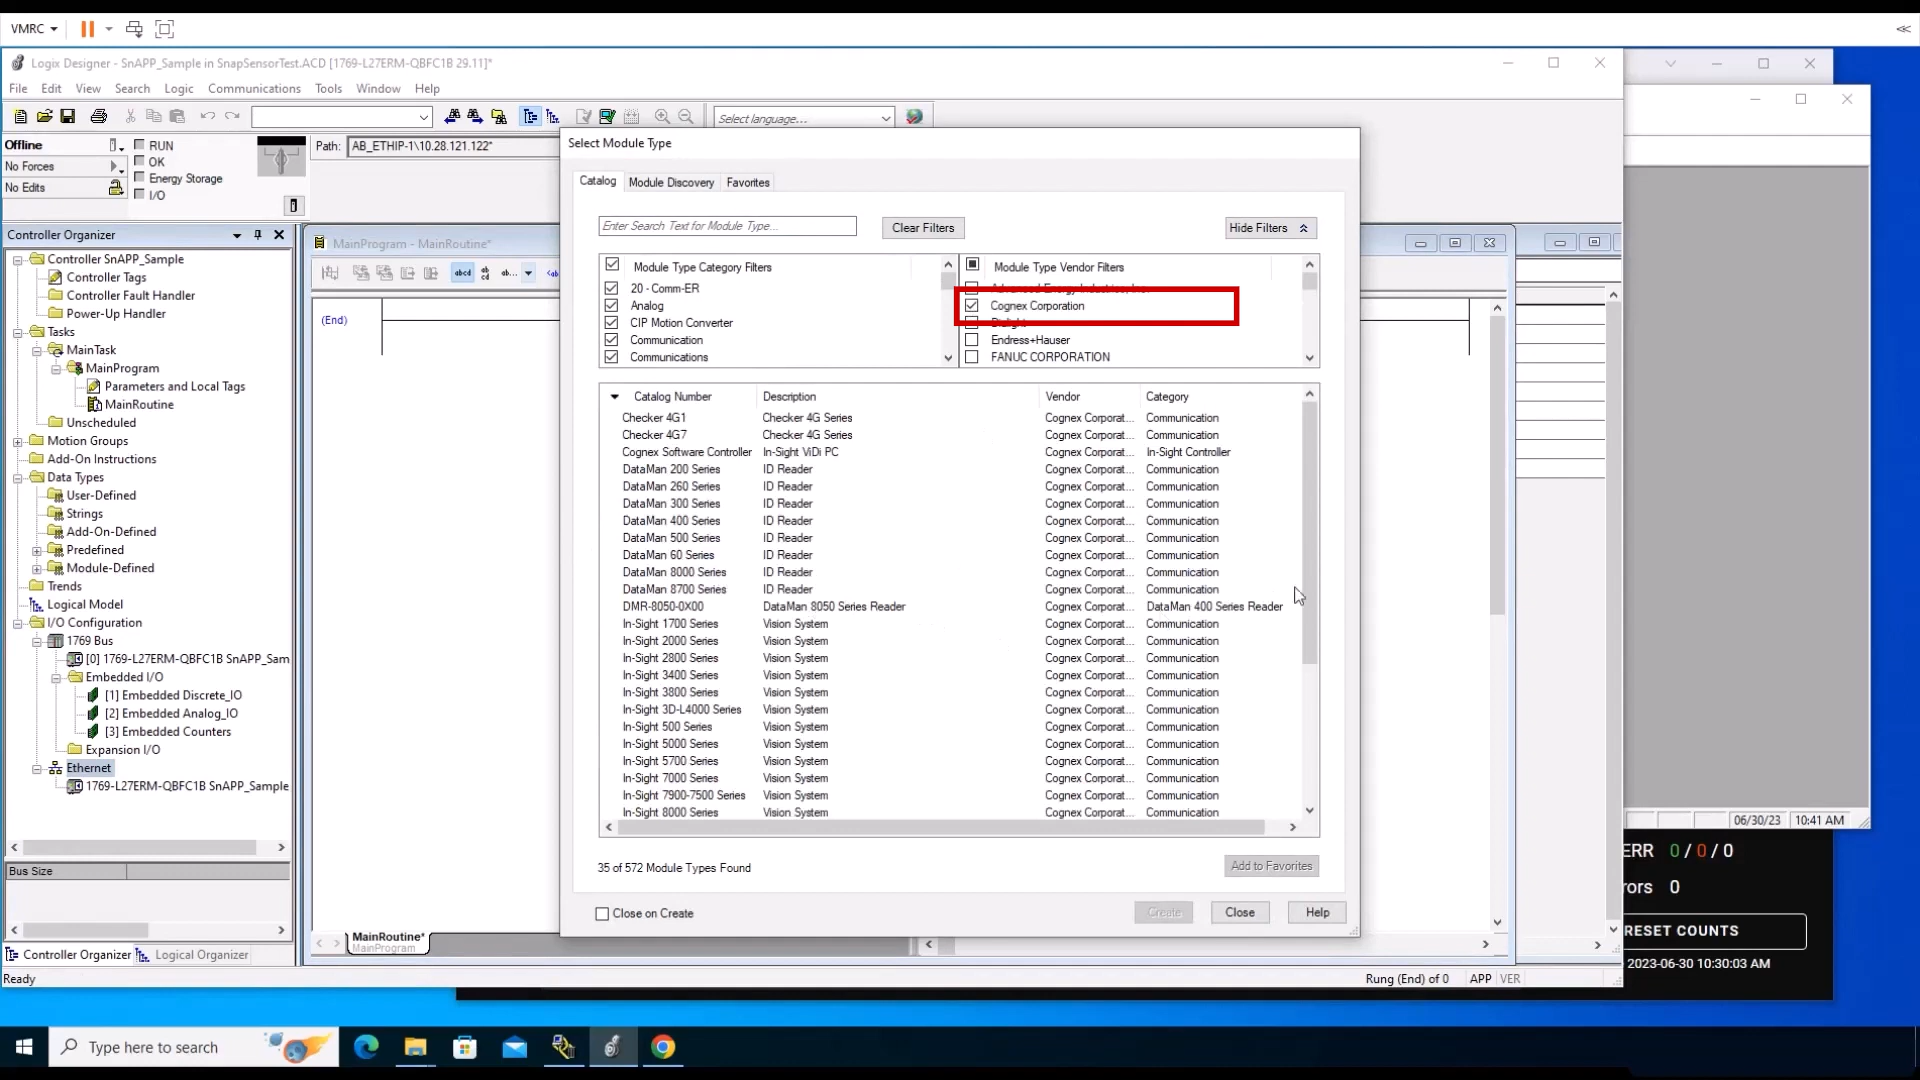 VMRC
Logix Designer - SnAPP_Sample in SnapSensorTest.ACD [1769-L27ERM-QBFC1B 29.11]*
File Edit View Search Logic Communications Tools Window Help
Select language...
Offline
No Forces
No Edits
RUN
OK
Energy Storage
I/O
Path: AB_ETHIP-1\10.28.121.122*
Controller Organizer
Controller SnAPP_Sample
Controller Tags
Controller Fault Handler
Power-Up Handler
Tasks
MainTask
MainProgram
Parameters and Local Tags
MainRoutine
Unscheduled
Motion Groups
Add-On Instructions
Data Types
User-Defined
Strings
Add-On-Defined
Predefined
Module-Defined
Trends
Logical Model
I/O Configuration
1769 Bus
[0] 1769-L27ERM-QBFC1B SnAPP_Sam
Embedded I/O
[1] Embedded Discrete_IO
[2] Embedded Analog_IO
[3] Embedded Counters
Expansion I/O
Ethernet
1769-L27ERM-QBFC1B SnAPP_Sample
Bus Size
Controller Organizer Logical Organizer
Ready
MainProgram - MainRoutine*
(End)
MainRoutine*
MainProgram
Select Module Type
Catalog Module Discovery Favorites
Enter Search Text for Module Type...
Clear Filters
Hide Filters
Module Type Category Filters
20 - Comm-ER
Analog
CIP Motion Converter
Communication
Communications
Module Type Vendor Filters
Advanced Energy Industries, Inc.
Cognex Corporation
Dialight
Endress+Hauser
FANUC CORPORATION
Catalog Number Description Vendor Category
Checker 4G1 Checker 4G Series Cognex Corporat... Communication
Checker 4G7 Checker 4G Series Cognex Corporat... Communication
Cognex Software Controller In-Sight ViDi PC Cognex Corporat... In-Sight Controller
DataMan 200 Series ID Reader Cognex Corporat... Communication
DataMan 260 Series ID Reader Cognex Corporat... Communication
DataMan 300 Series ID Reader Cognex Corporat... Communication
DataMan 400 Series ID Reader Cognex Corporat... Communication
DataMan 500 Series ID Reader Cognex Corporat... Communication
DataMan 60 Series ID Reader Cognex Corporat... Communication
DataMan 8000 Series ID Reader Cognex Corporat... Communication
DataMan 8700 Series ID Reader Cognex Corporat... Communication
DMR-8050-0X00 DataMan 8050 Series Reader Cognex Corporat... DataMan 400 Series Reader
In-Sight 1700 Series Vision System Cognex Corporat... Communication
In-Sight 2000 Series Vision System Cognex Corporat... Communication
In-Sight 2800 Series Vision System Cognex Corporat... Communication
In-Sight 3400 Series Vision System Cognex Corporat... Communication
In-Sight 3800 Series Vision System Cognex Corporat... Communication
In-Sight 3D-L4000 Series Vision System Cognex Corporat... Communication
In-Sight 500 Series Vision System Cognex Corporat... Communication
In-Sight 5000 Series Vision System Cognex Corporat... Communication
In-Sight 5700 Series Vision System Cognex Corporat... Communication
In-Sight 7000 Series Vision System Cognex Corporat... Communication
In-Sight 7900-7500 Series Vision System Cognex Corporat... Communication
In-Sight 8000 Series Vision System Cognex Corporat... Communication
35 of 572 Module Types Found
Add to Favorites
Close on Create
Create Close Help
Rung (End) of 0 APP VER
06/30/23 10:41 AM
ERR 0 / 0 / 0
rors 0
RESET COUNTS
2023-06-30 10:30:03 AM
Type here to search